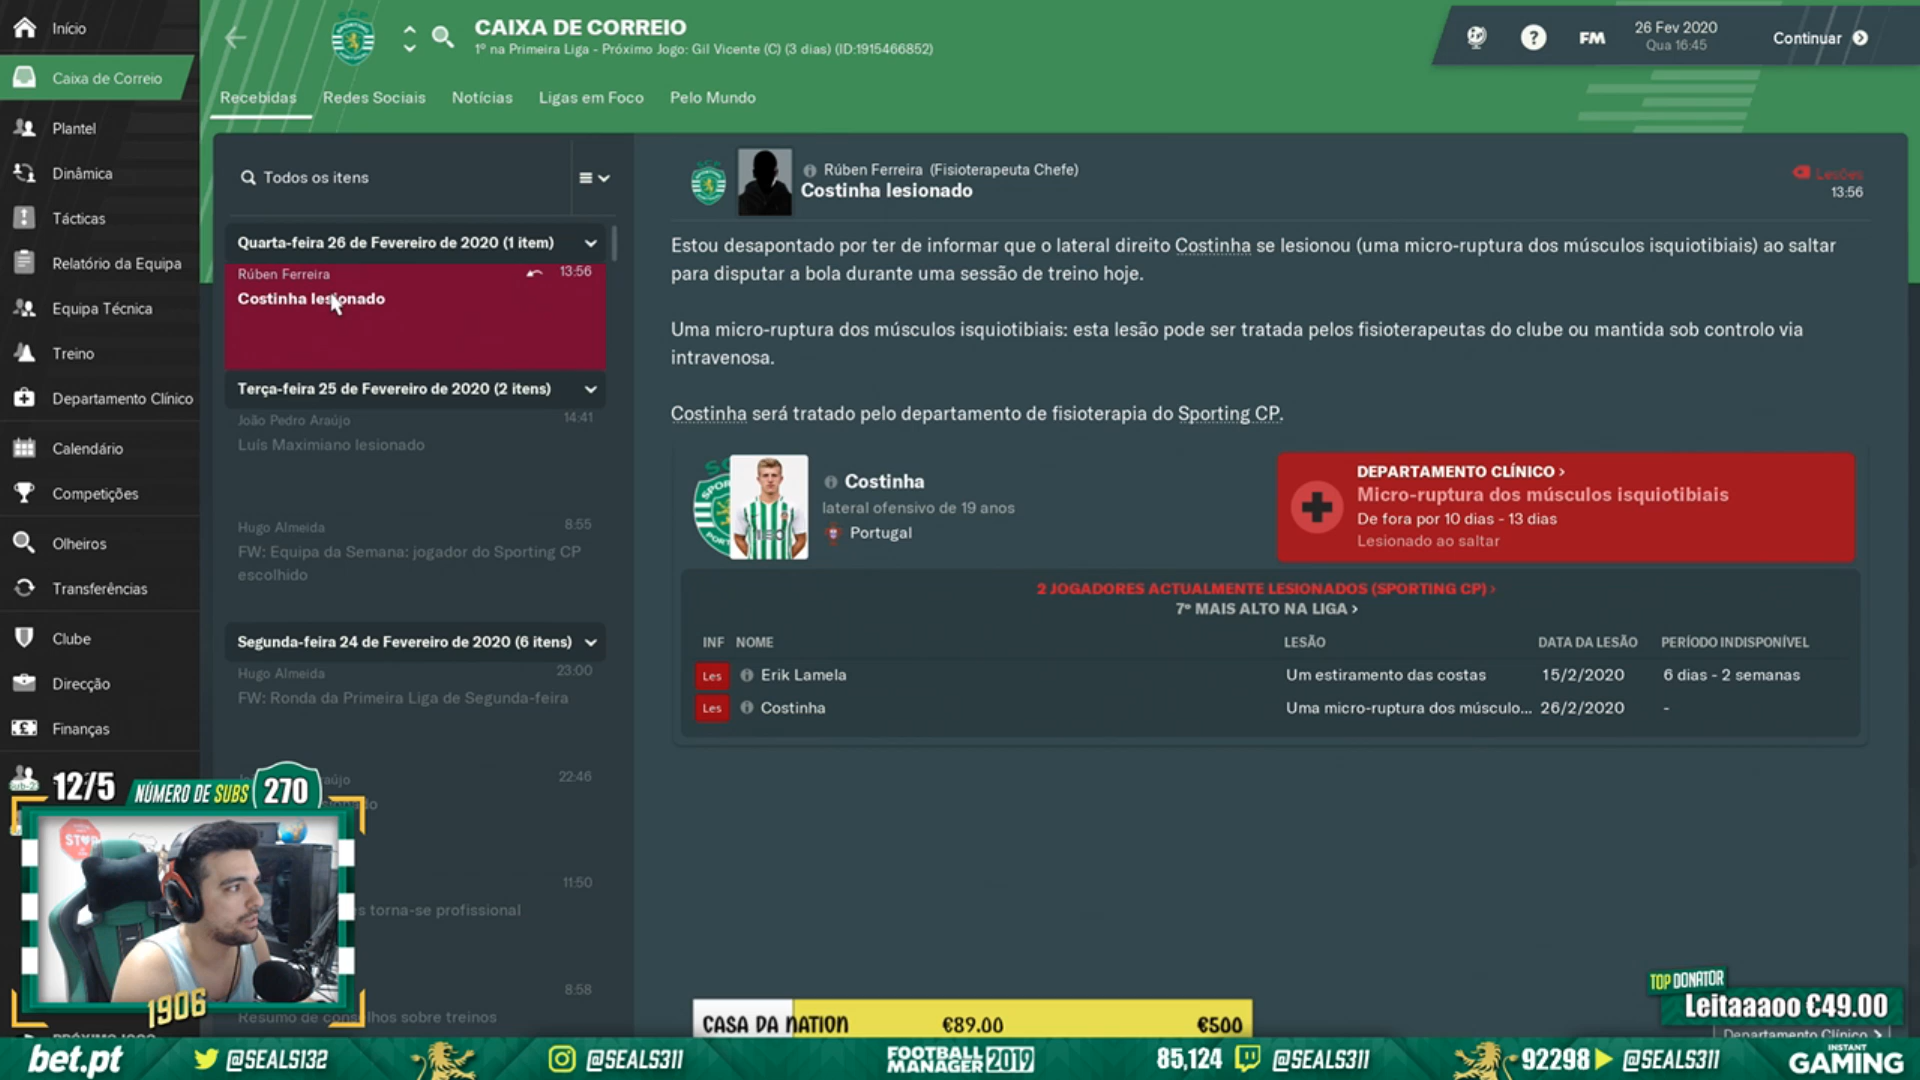 Início
Caixa de Correio
Plantel
Dinâmica
Tácticas
Relatório da Equipa
Equipa Técnica
Treino
Departamento Clínico
Calendário
Competições
Olheiros
Transferências
Clube
Direcção
Finanças
CAIXA DE CORREIO
1º na Primeira Liga - Próximo Jogo: Gil Vicente (C) (3 dias) (ID:1915466852)
FM
26 Fev 2020
Qua 16:45
Continuar
Recebidas
Redes Sociais
Notícias
Ligas em Foco
Pelo Mundo
Todos os itens
Quarta-feira 26 de Fevereiro de 2020 (1 item)
Rúben Ferreira 13:56
Costinha lesionado
Terça-feira 25 de Fevereiro de 2020 (2 itens)
João Pedro Araújo 14:41
Luís Maximiano lesionado
Hugo Almeida 8:55
FW: Equipa da Semana: jogador do Sporting CP
escolhido
Segunda-feira 24 de Fevereiro de 2020 (6 itens)
Hugo Almeida 23:00
FW: Ronda da Primeira Liga de Segunda-feira
22:46
11:50
torna-se profissional
8:58
Resumo de conselhos sobre treinos
Rúben Ferreira (Fisioterapeuta Chefe)
Costinha lesionado
Lesões
13:56
Estou desapontado por ter de informar que o lateral direito Costinha se lesionou (uma micro-ruptura dos músculos isquiotibiais) ao saltar
para disputar a bola durante uma sessão de treino hoje.
Uma micro-ruptura dos músculos isquiotibiais: esta lesão pode ser tratada pelos fisioterapeutas do clube ou mantida sob controlo via
intravenosa.
Costinha será tratado pelo departamento de fisioterapia do Sporting CP.
Costinha
lateral ofensivo de 19 anos
Portugal
DEPARTAMENTO CLÍNICO >
Micro-ruptura dos músculos isquiotibiais
De fora por 10 dias - 13 dias
Lesionado ao saltar
2 JOGADORES ACTUALMENTE LESIONADOS (SPORTING CP) >
7º MAIS ALTO NA LIGA >
INF NOME LESÃO DATA DA LESÃO PERÍODO INDISPONÍVEL
Les Erik Lamela Um estiramento das costas 15/2/2020 6 dias - 2 semanas
Les Costinha Uma micro-ruptura dos músculo... 26/2/2020 -
12/5
NÚMERO DE SUBS 270
STOP
1906
CASA DA NATION €89.00 €500
TOP DONATOR
Leitaaaoo €49.00
Departamento Clínico >
bet.pt
@SEALS132
@SEALS311
FOOTBALL MANAGER 2019
85,124 @SEALS311
92298 @SEALS311
INSTANT GAMING